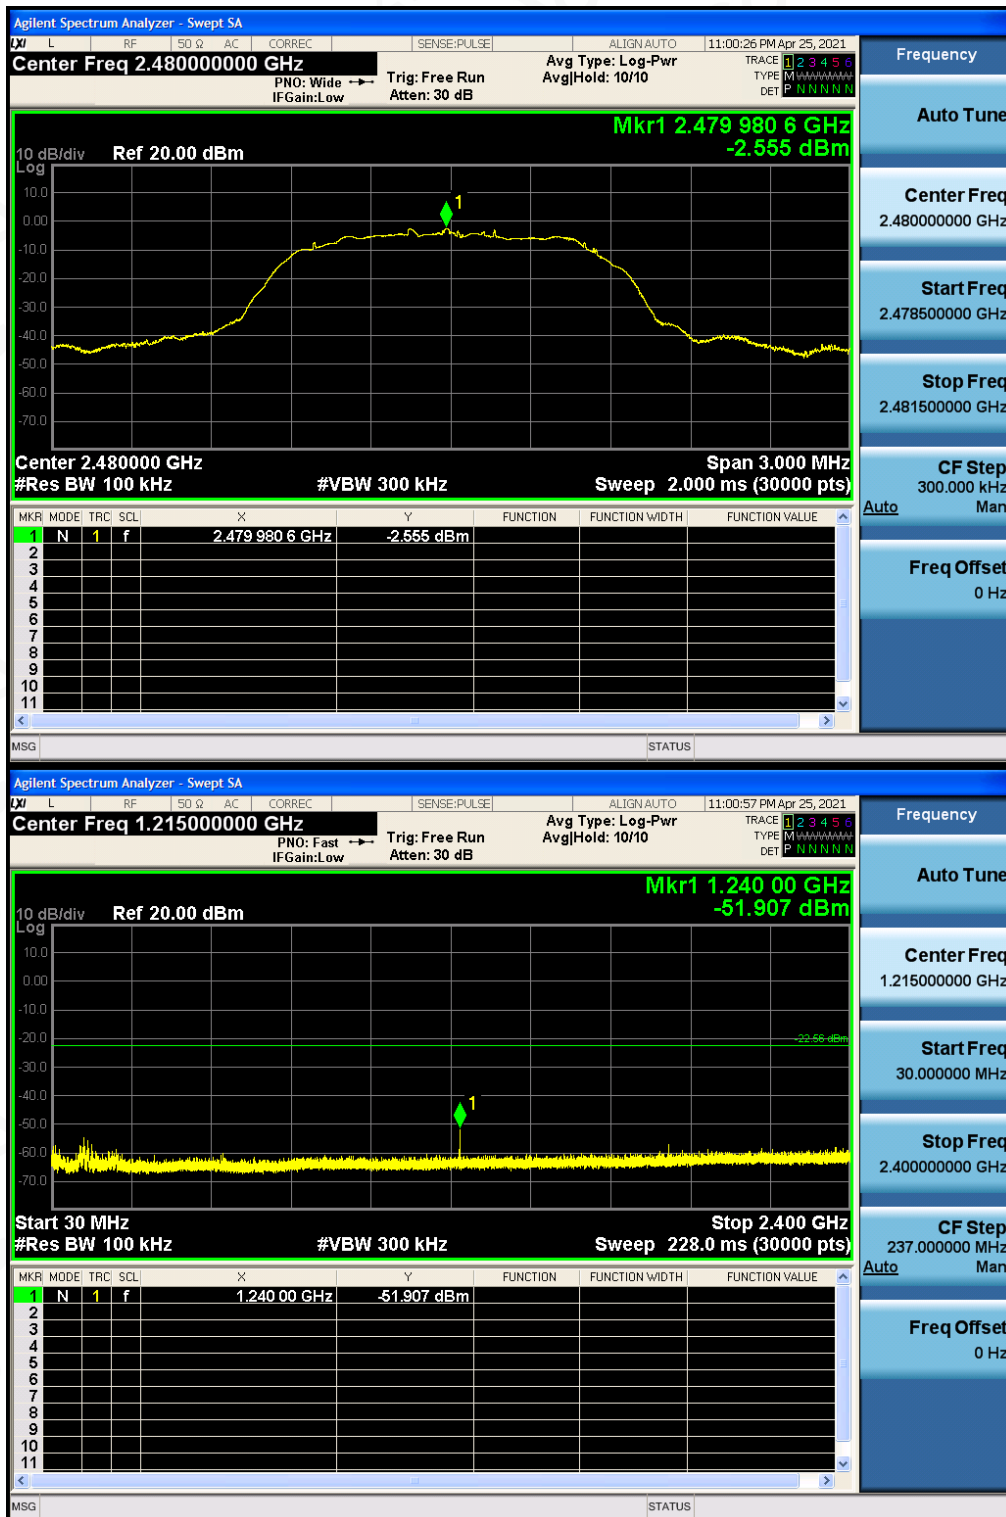 Agilent Spectrum Analyzer - Swept SA
LXI L RF 50 Ω AC CORREC SENSE:PULSE ALIGN AUTO 11:00:26 PM Apr 25, 2021
Center Freq 2.480000000 GHz
PNO: Wide
IFGain:Low
Trig: Free Run
Atten: 30 dB
Avg Type: Log-Pwr
Avg|Hold: 10/10
TRACE 1 2 3 4 5 6
TYPE M
DET P N N N N N
Mkr1 2.479 980 6 GHz
-2.555 dBm
10 dB/div Ref 20.00 dBm
Log
10.0
0.00
-10.0
-20.0
-30.0
-40.0
-50.0
-60.0
-70.0
1
Center 2.480000 GHz Span 3.000 MHz
#Res BW 100 kHz #VBW 300 kHz Sweep 2.000 ms (30000 pts)
MKR MODE TRC SCL X Y FUNCTION FUNCTION WIDTH FUNCTION VALUE
1 N 1 f 2.479 980 6 GHz -2.555 dBm
2
3
4
5
6
7
8
9
10
11
MSG STATUS
Frequency
Auto Tune
Center Freq
2.480000000 GHz
Start Freq
2.478500000 GHz
Stop Freq
2.481500000 GHz
CF Step
300.000 kHz
Auto Man
Freq Offset
0 Hz
Agilent Spectrum Analyzer - Swept SA
LXI L RF 50 Ω AC CORREC SENSE:PULSE ALIGN AUTO 11:00:57 PM Apr 25, 2021
Center Freq 1.215000000 GHz
PNO: Fast
IFGain:Low
Trig: Free Run
Atten: 30 dB
Avg Type: Log-Pwr
Avg|Hold: 10/10
TRACE 1 2 3 4 5 6
TYPE M
DET P N N N N N
Mkr1 1.240 00 GHz
-51.907 dBm
10 dB/div Ref 20.00 dBm
Log
10.0
0.00
-10.0
-20.0
-30.0
-40.0
-50.0
-60.0
-70.0
-22.56 dBm
1
Start 30 MHz Stop 2.400 GHz
#Res BW 100 kHz #VBW 300 kHz Sweep 228.0 ms (30000 pts)
MKR MODE TRC SCL X Y FUNCTION FUNCTION WIDTH FUNCTION VALUE
1 N 1 f 1.240 00 GHz -51.907 dBm
2
3
4
5
6
7
8
9
10
11
MSG STATUS
Frequency
Auto Tune
Center Freq
1.215000000 GHz
Start Freq
30.000000 MHz
Stop Freq
2.400000000 GHz
CF Step
237.000000 MHz
Auto Man
Freq Offset
0 Hz